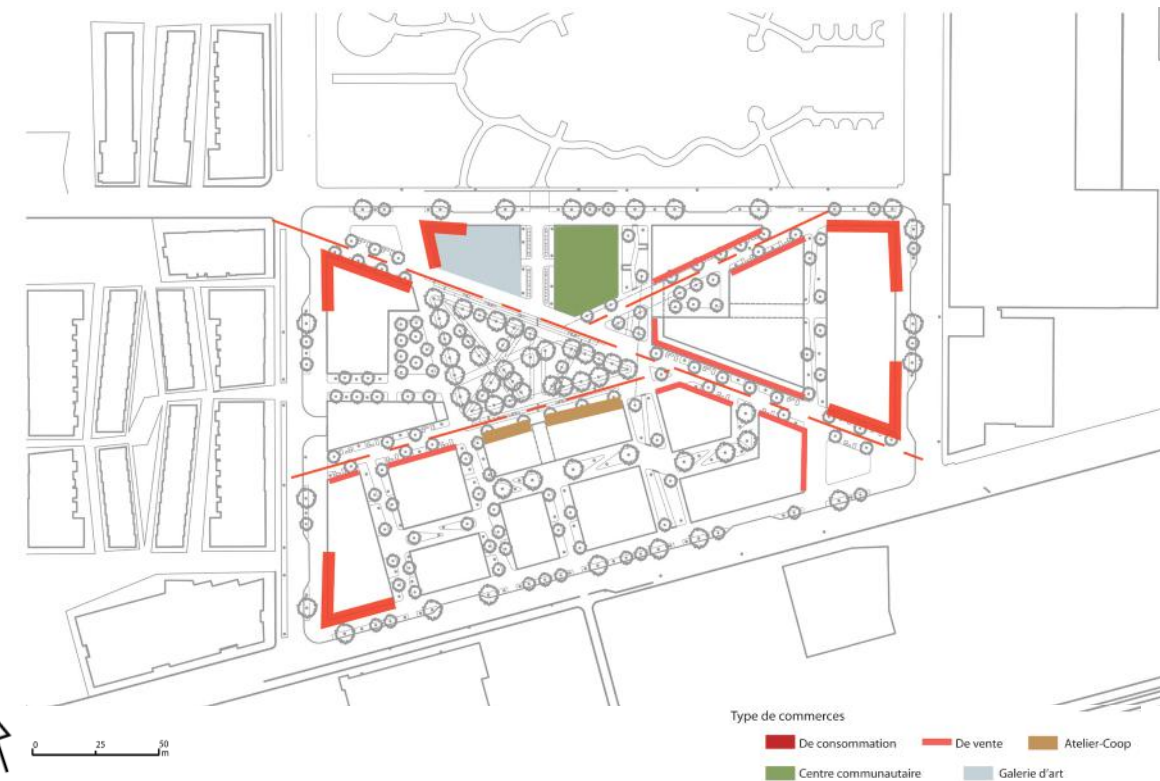 Type de commerces
De consommation De vente Atelier-Coop
Centre communautaire Galerie d'art
0 25 50
m